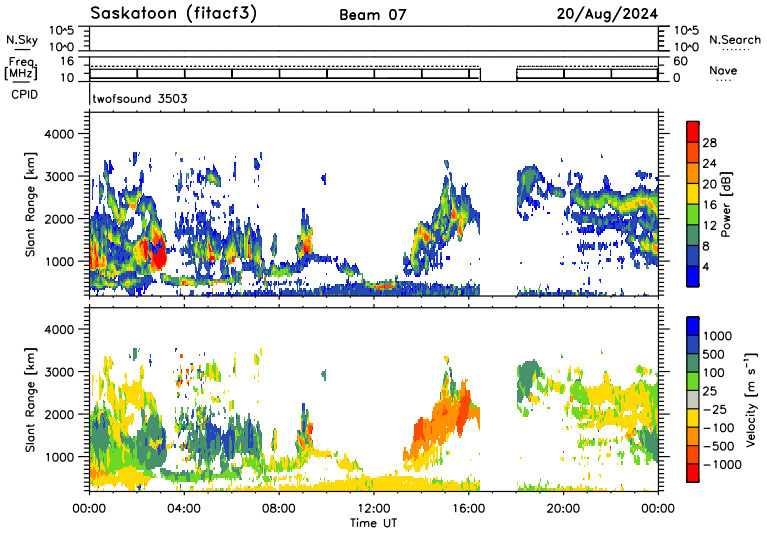 Saskatoon (fitacf3) Beam 07 20/Aug/2024
N.Sky 10^5 10^0 10^5 10^0 N.Search
Freq. [MHz] 16 10 60 0 Nave
CPID twofsound 3503
Slant Range [km]
4000
3000
2000
1000
Power [dB]
28
24
20
16
12
8
4
Slant Range [km]
4000
3000
2000
1000
Velocity [m s⁻¹]
1000
500
100
25
-25
-100
-500
-1000
00:00 04:00 08:00 12:00 16:00 20:00 00:00
Time UT